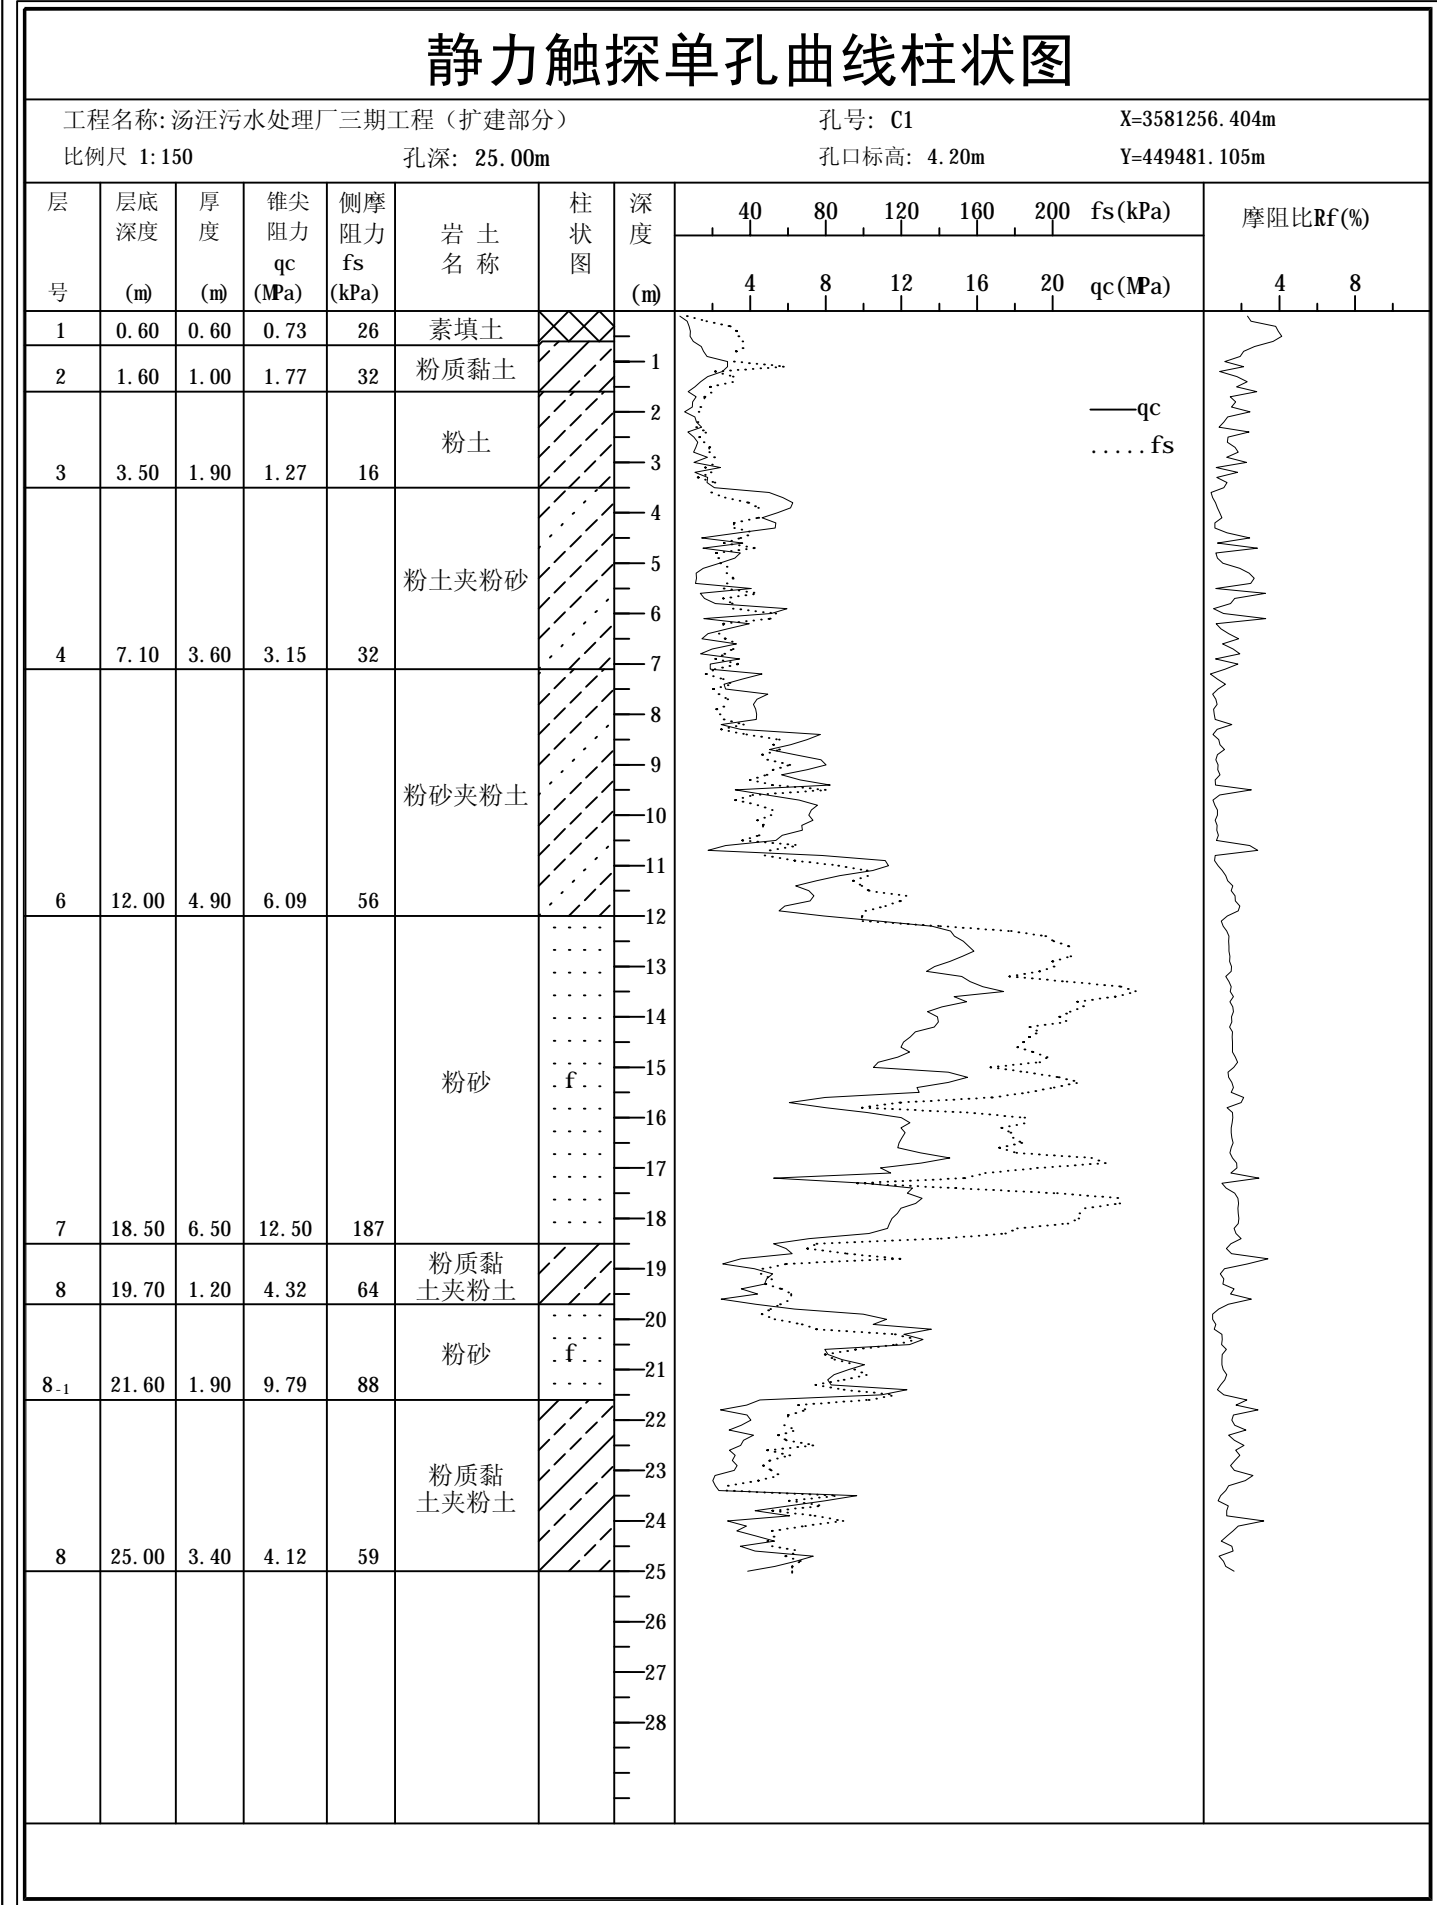 静力触探单孔曲线柱状图
工程名称: 汤汪污水处理厂三期工程（扩建部分） 孔号: C1 X=3581256.404m
比例尺 1:150 孔深: 25.00m 孔口标高: 4.20m Y=449481.105m
层号 层底深度(m) 厚度(m) 锥尖阻力qc(MPa) 侧摩阻力fs(kPa) 岩土名称 柱状图 深度(m)
40 80 120 160 200 fs(kPa)
4 8 12 16 20 qc(MPa)
摩阻比Rf(%)
4 8
1 0.60 0.60 0.73 26 素填土
2 1.60 1.00 1.77 32 粉质黏土
3 3.50 1.90 1.27 16 粉土
4 7.10 3.60 3.15 32 粉土夹粉砂
6 12.00 4.90 6.09 56 粉砂夹粉土
7 18.50 6.50 12.50 187 粉砂 f
8 19.70 1.20 4.32 64 粉质黏土夹粉土
8-1 21.60 1.90 9.79 88 粉砂 f
8 25.00 3.40 4.12 59 粉质黏土夹粉土
1
2
3
4
5
6
7
8
9
10
11
12
13
14
15
16
17
18
19
20
21
22
23
24
25
26
27
28
——qc
.....fs